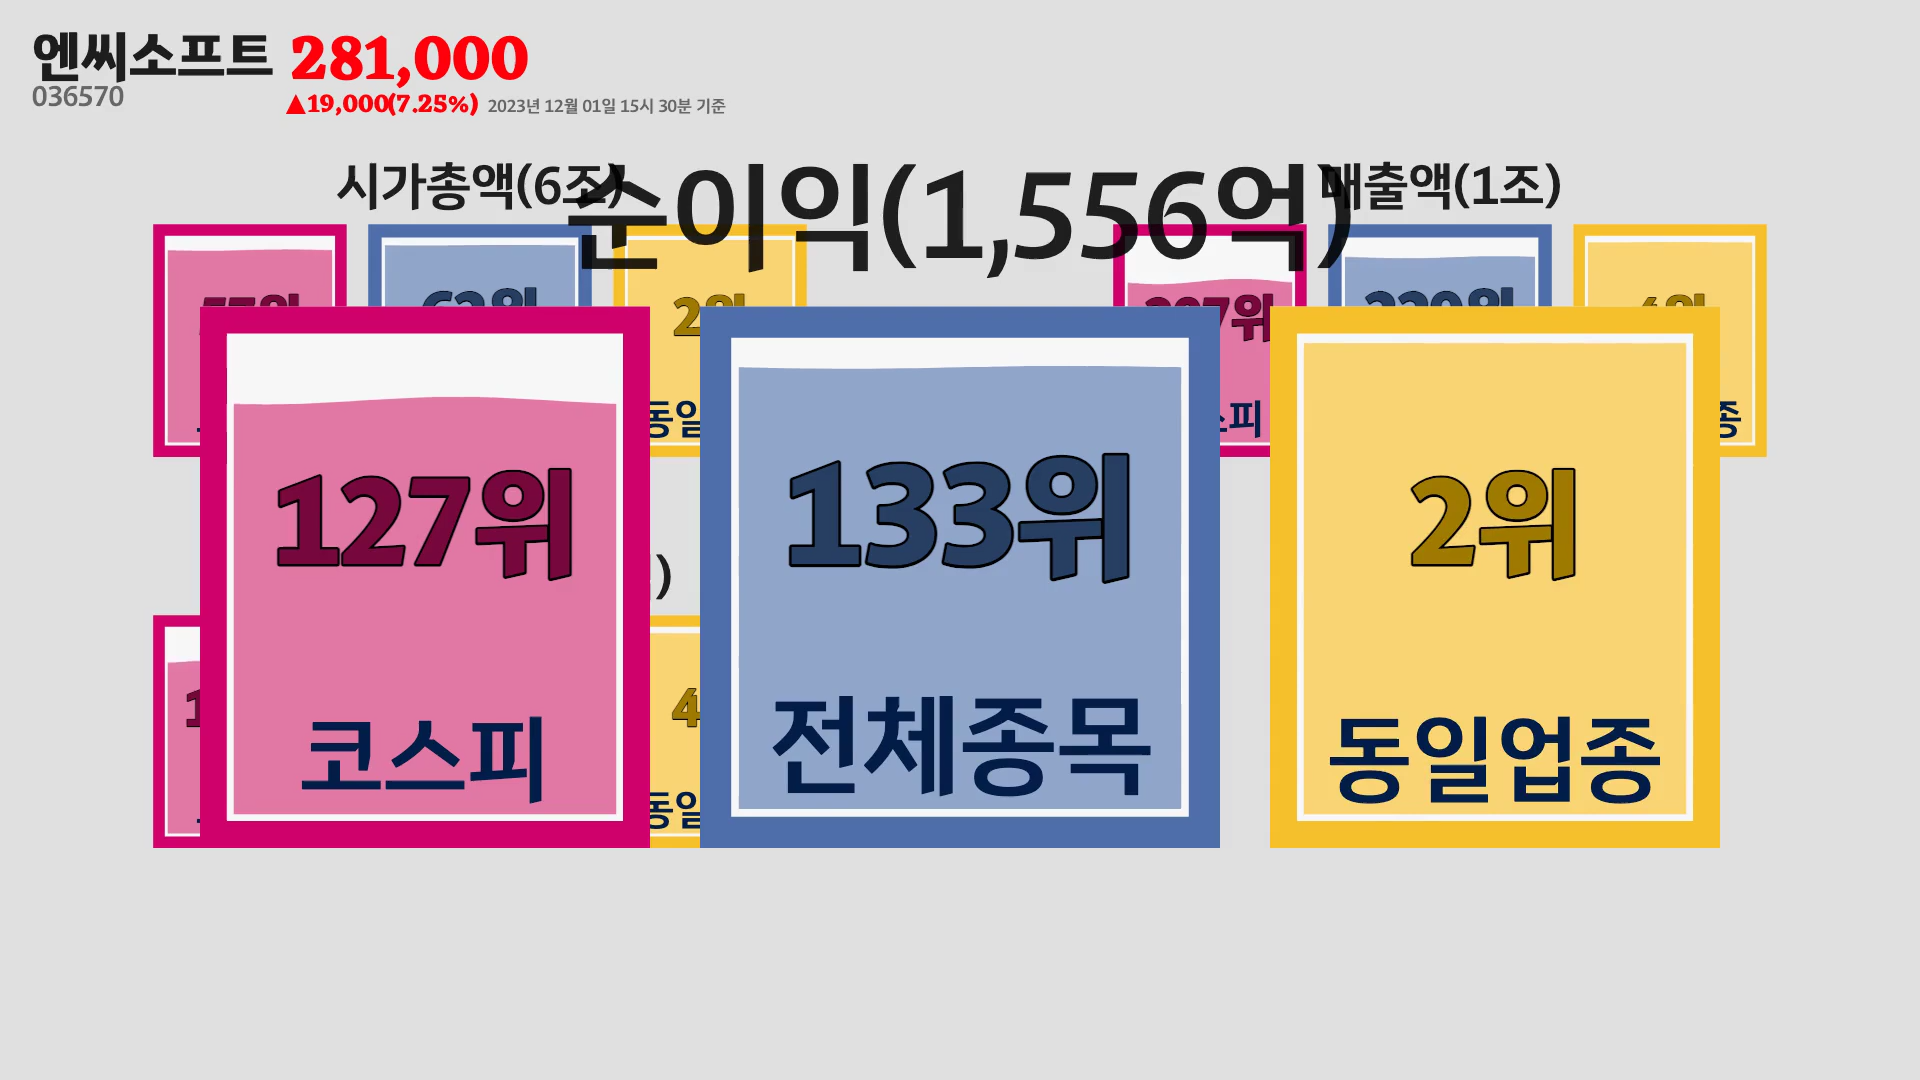 엔씨소프트 281,000
036570 ▲19,000(7.25%) 2023년 12월 01일 15시 30분 기준
시가총액(6조) 순이익(1,556억) 매출액(1조)
2위
127위 133위 2위
코스피 전체종목 동일업종